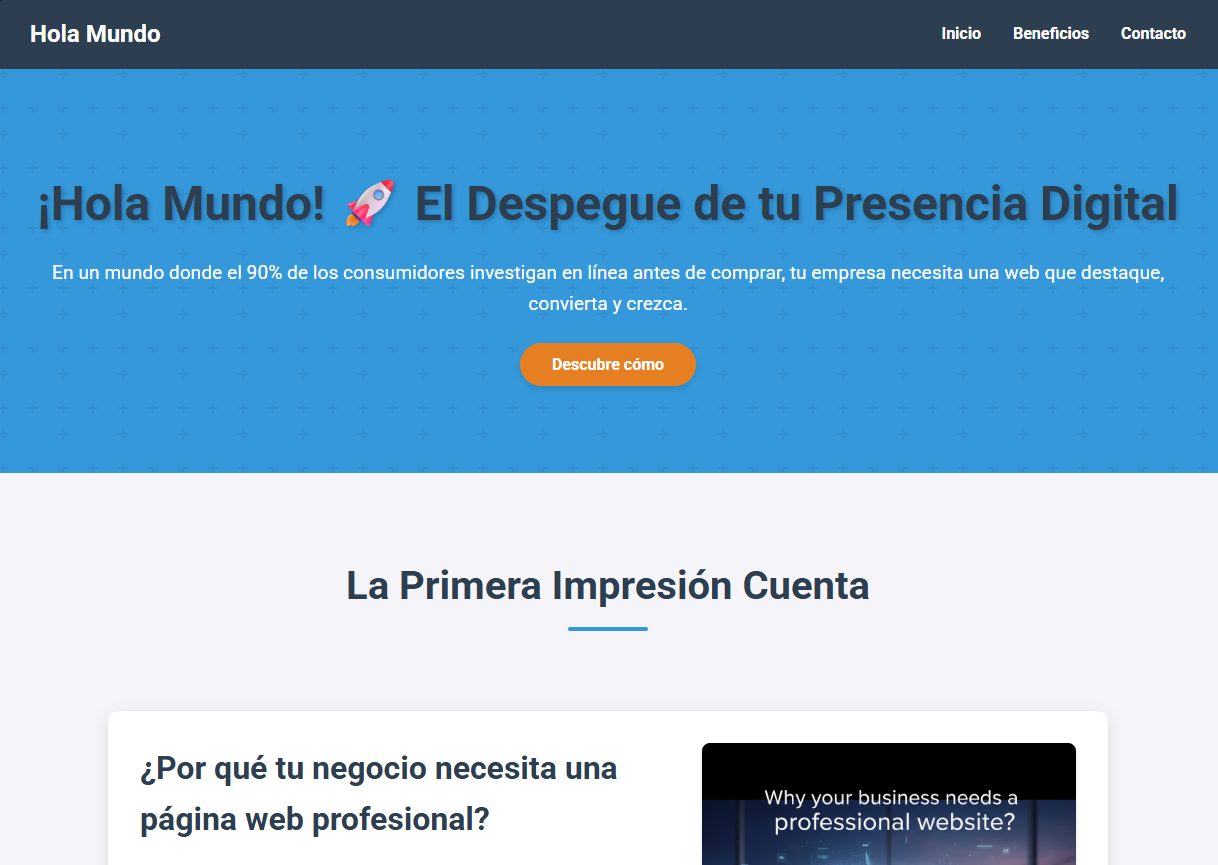 Hola Mundo
Inicio
Beneficios
Contacto
¡Hola Mundo! 🚀 El Despegue de tu Presencia Digital
En un mundo donde el 90% de los consumidores investigan en línea antes de comprar, tu empresa necesita una web que destaque,
convierta y crezca.
Descubre cómo
La Primera Impresión Cuenta
¿Por qué tu negocio necesita una
página web profesional?
Why your business needs a
professional website?